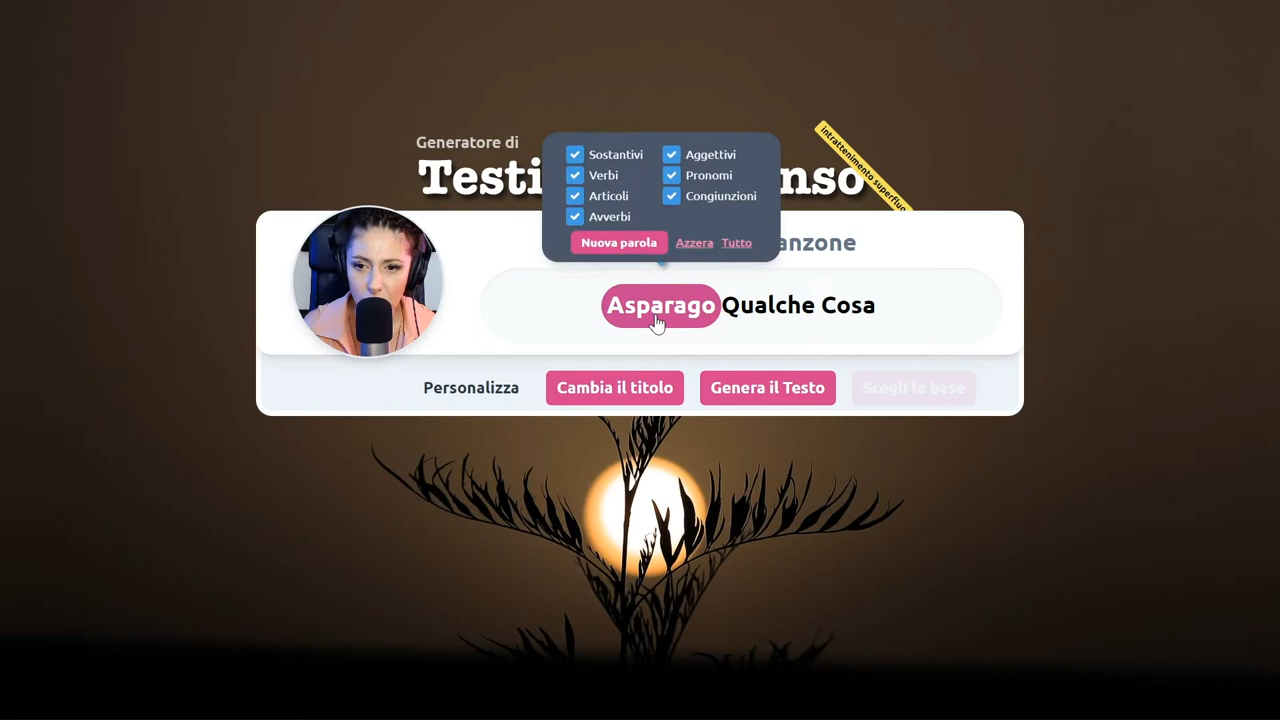 Generatore di
Testi nso
intrattenimento superfluo
Sostantivi Aggettivi
Verbi Pronomi
Articoli Congiunzioni
Avverbi
Nuova parola Azzera Tutto
anzone
Asparago Qualche Cosa
Personalizza Cambia il titolo Genera il Testo Scegli la base